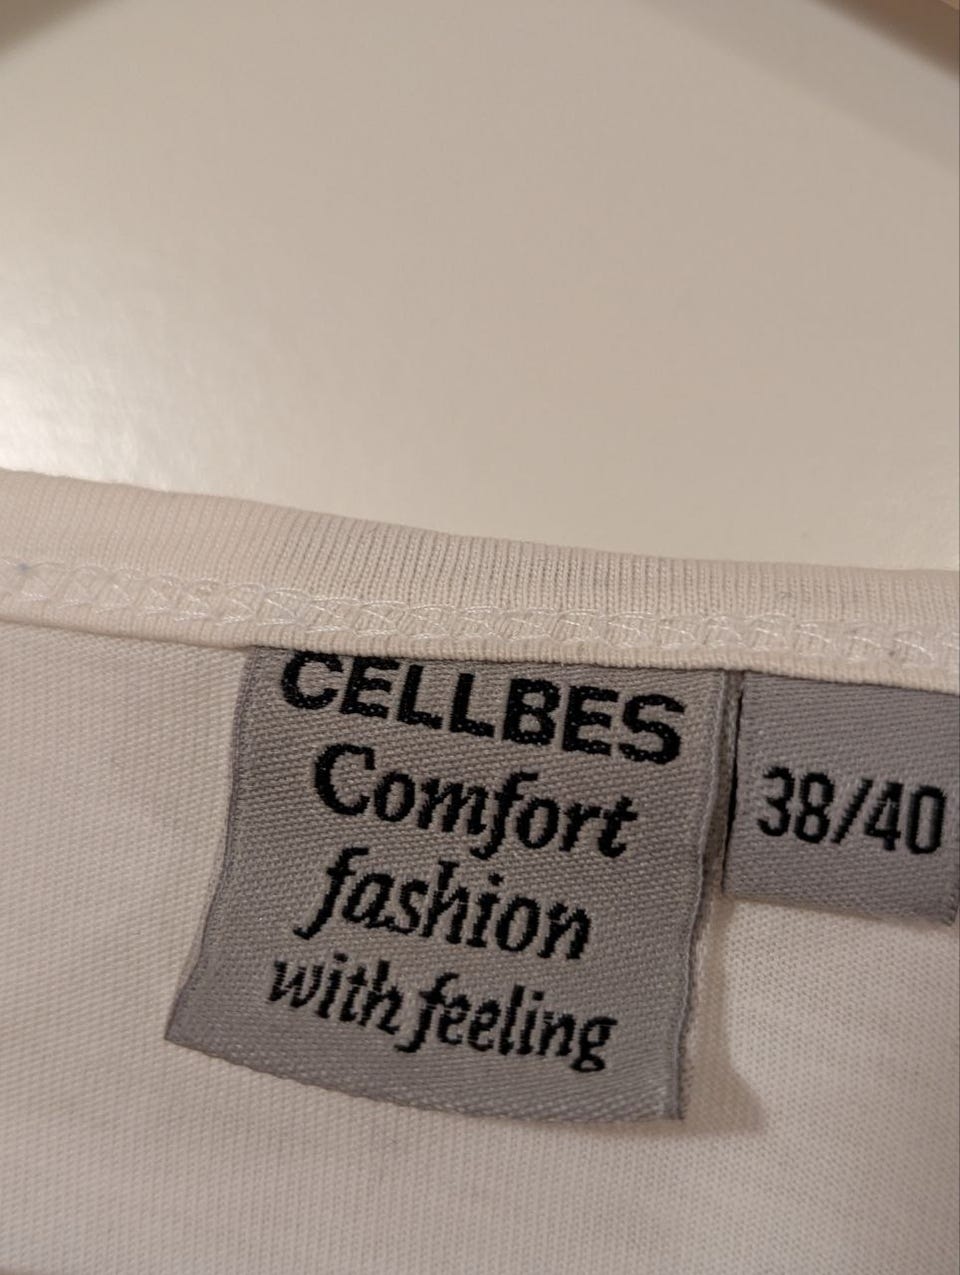 CELLBES
Comfort
fashion
with feeling
38/40